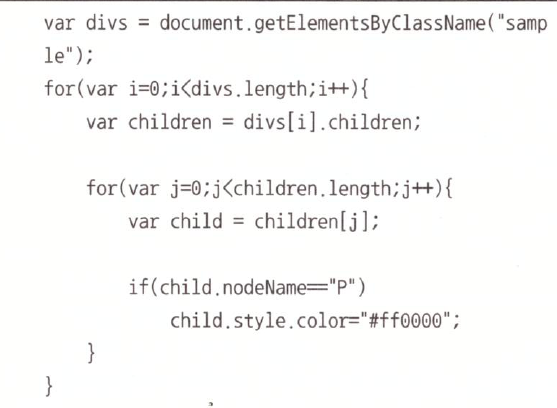 var divs = document.getElementsByClassName("samp
le");
for(var i=0;i<divs.length;i++){
    var children = divs[i].children;

    for(var j=0;j<children.length;j++){
        var child = children[j];

        if(child.nodeName=="P")
            child.style.color="#ff0000";
    }
}